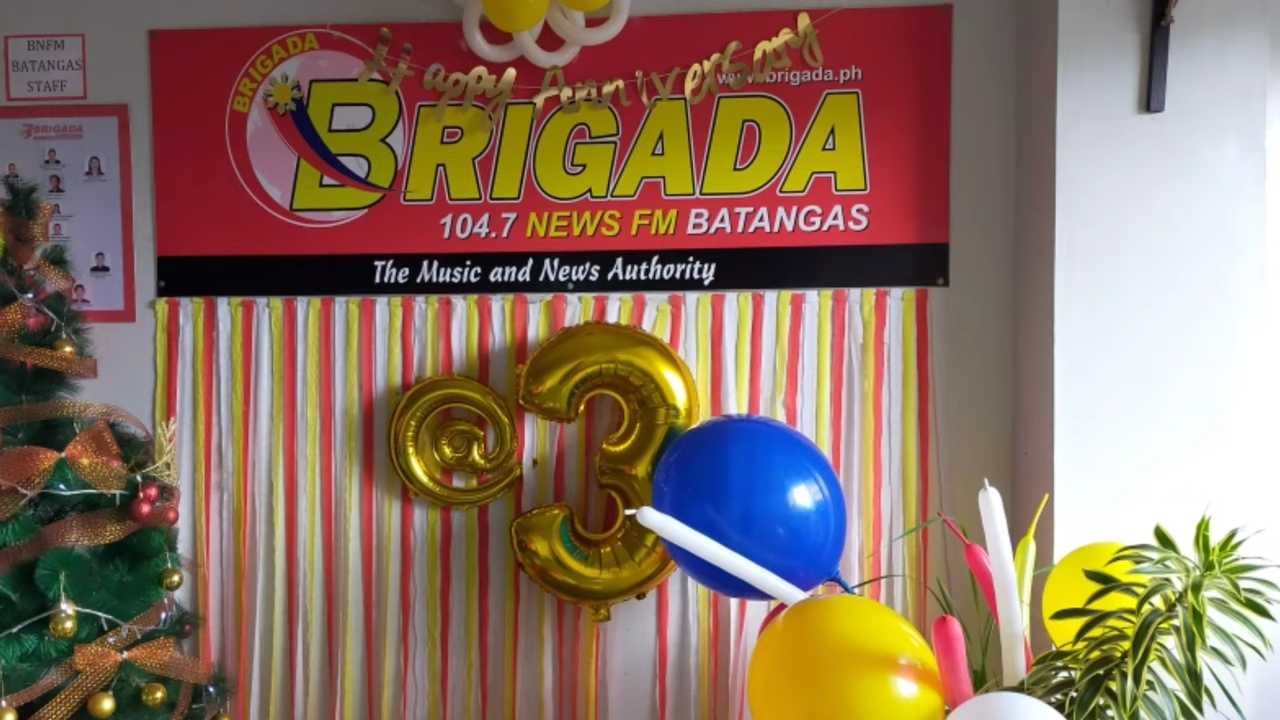 BNFM
BATANGAS
STAFF
BRIGADA
Happy Anniversary
www.brigada.ph
BRIGADA
BRIGADA
104.7 NEWS FM BATANGAS
The Music and News Authority
@3